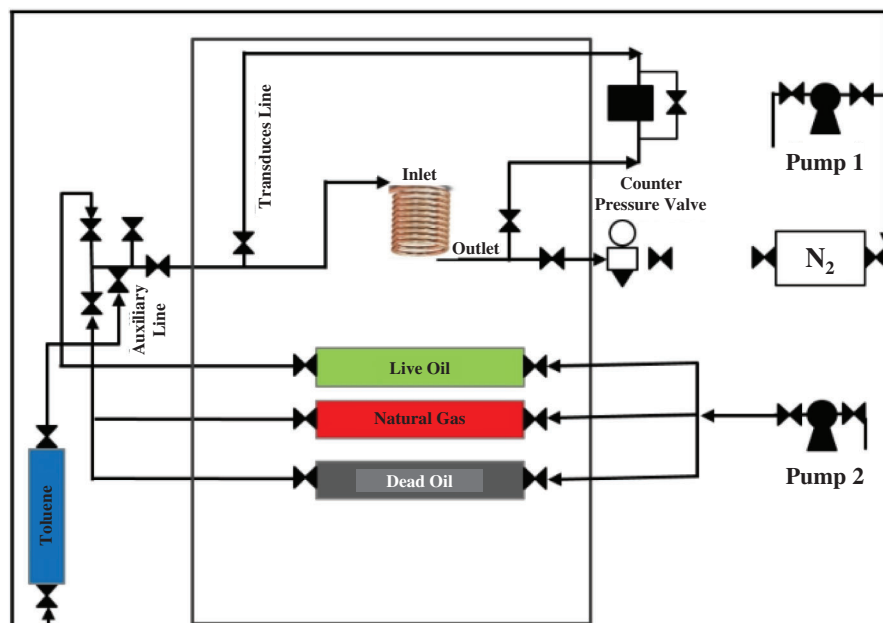 Transduces Line
Inlet
Outlet
Counter
Pressure Valve
Pump 1
N₂
Auxiliary
Line
Live Oil
Natural Gas
Dead Oil
Pump 2
Toluene